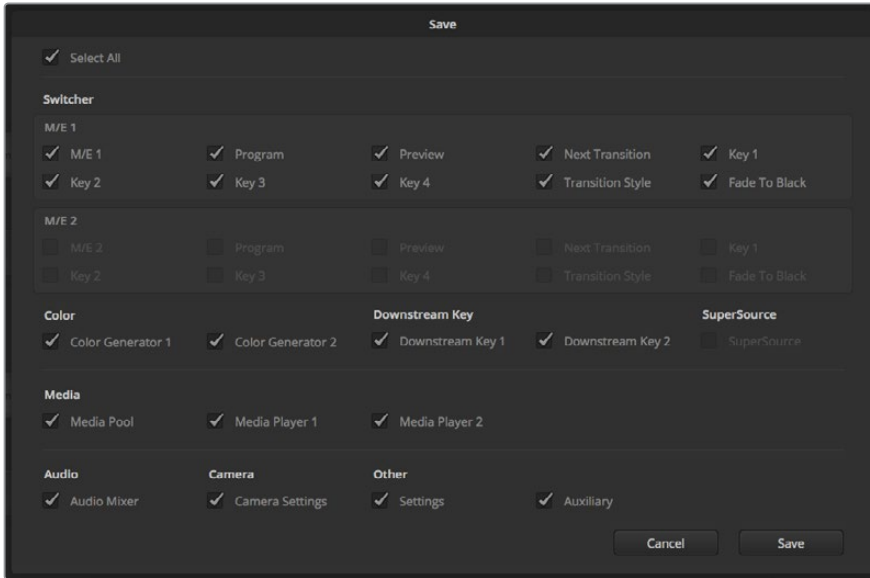 Save
Select All
Switcher
M/E 1
M/E 1 Program Preview Next Transition Key 1
Key 2 Key 3 Key 4 Transition Style Fade To Black
M/E 2
M/E 2 Program Preview Next Transition Key 1
Key 2 Key 3 Key 4 Transition Style Fade To Black
Color Downstream Key SuperSource
Color Generator 1 Color Generator 2 Downstream Key 1 Downstream Key 2 SuperSource
Media
Media Pool Media Player 1 Media Player 2
Audio Camera Other
Audio Mixer Camera Settings Settings Auxiliary
Cancel Save